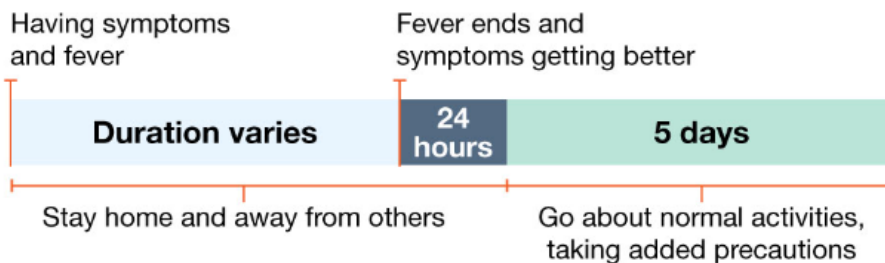 Having symptoms
and fever
Fever ends and
symptoms getting better
Duration varies
24
hours
5 days
Stay home and away from others
Go about normal activities,
taking added precautions